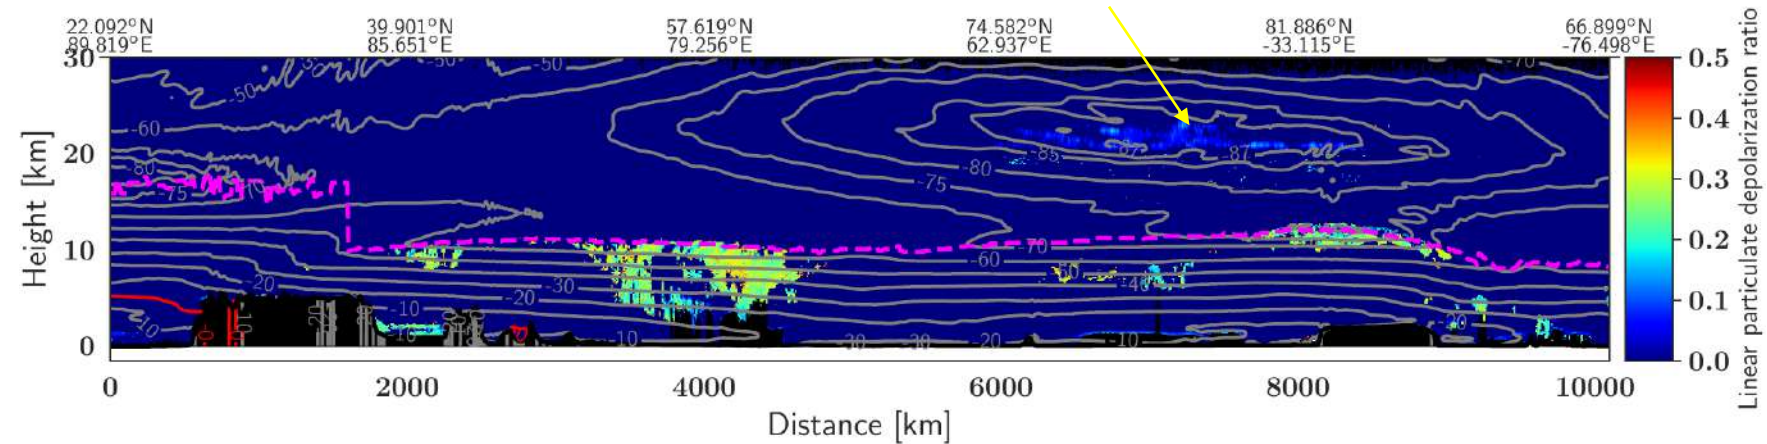 22.092°N 39.901°N 57.619°N 74.582°N 81.886°N 66.899°N
89.819°E 85.651°E 79.256°E 62.937°E -33.115°E -76.498°E
30
20
10
0
Height [km]
-50 -50 -50 -70
-60
-80
-75
-85 -87 -87
-80
-75
-70
-60
-20 -30 -40
-20
-10
-10
-10
10 -30 -30 -20 -10 -20
0 2000 4000 6000 8000 10000
Distance [km]
0.5
0.4
0.3
0.2
0.1
0.0
Linear particulate depolarization ratio